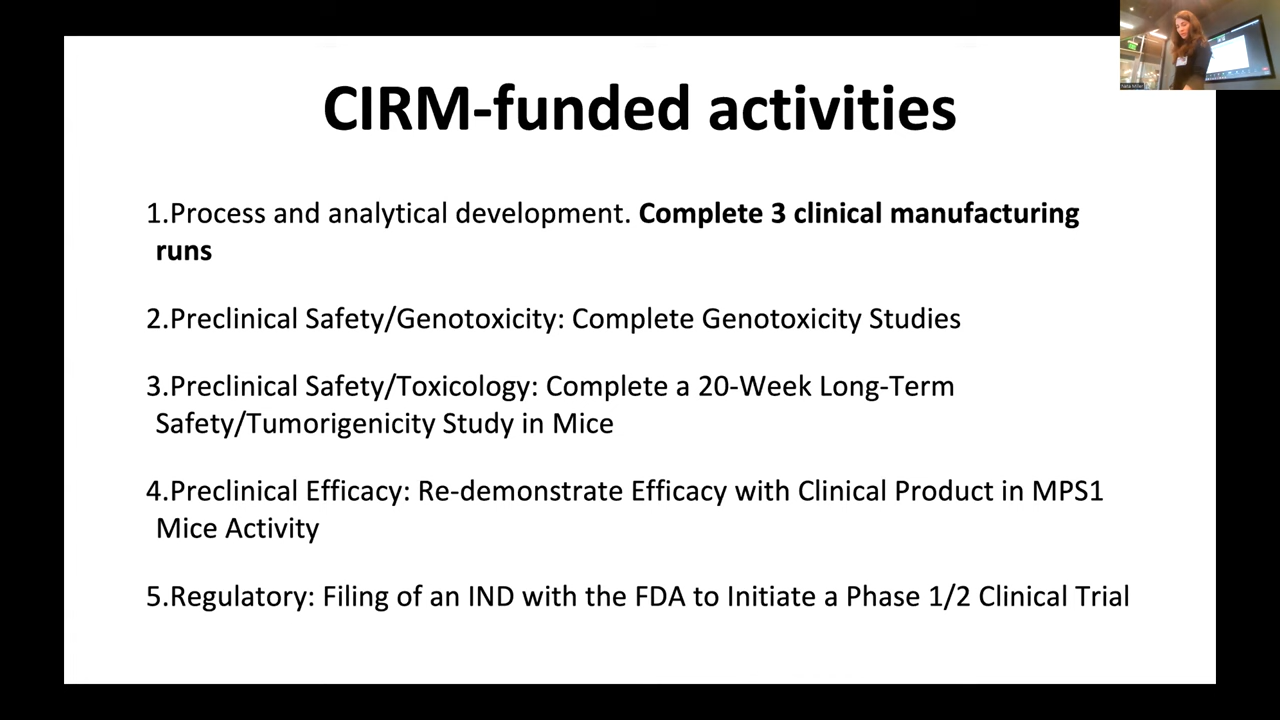 CIRM-funded activities
1.Process and analytical development. Complete 3 clinical manufacturing
runs
2.Preclinical Safety/Genotoxicity: Complete Genotoxicity Studies
3.Preclinical Safety/Toxicology: Complete a 20-Week Long-Term
Safety/Tumorigenicity Study in Mice
4.Preclinical Efficacy: Re-demonstrate Efficacy with Clinical Product in MPS1
Mice Activity
5.Regulatory: Filing of an IND with the FDA to Initiate a Phase 1/2 Clinical Trial